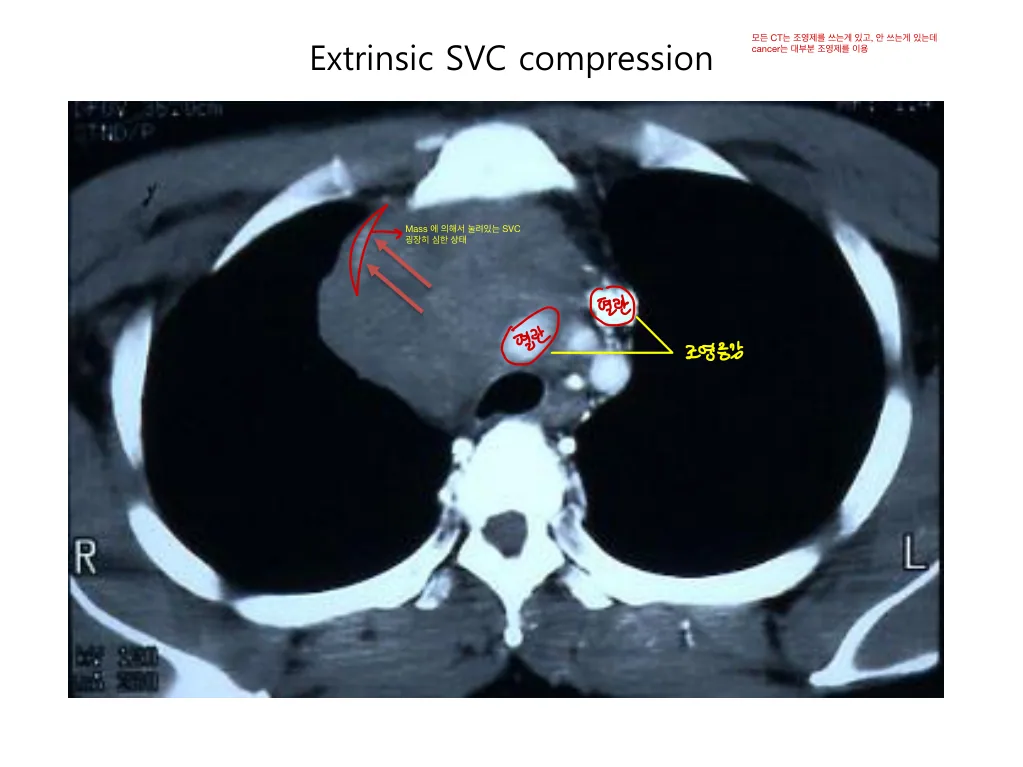 Extrinsic SVC compression
모든 CT는 조영제를 쓰는게 있고, 안 쓰는게 있는데
cancer는 대부분 조영제를 이용
Mass 에 의해서 눌려있는 SVC
굉장히 심한 상태
혈관
혈관
조영증강
R
L